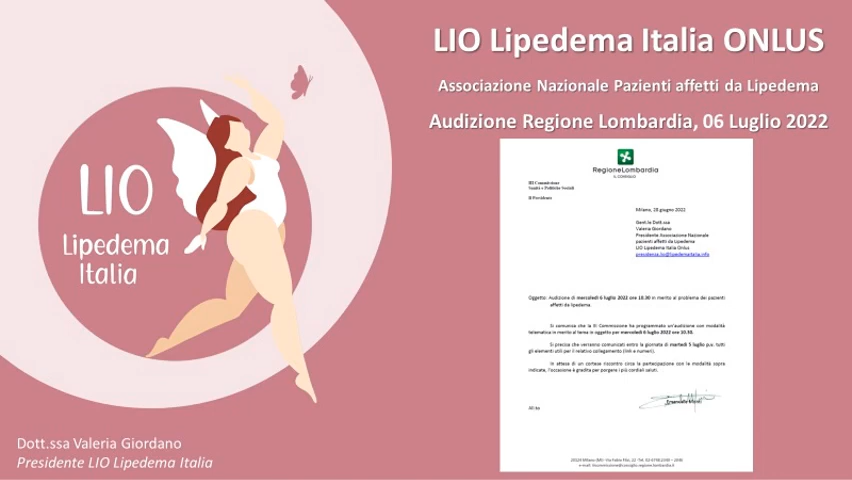 LIO Lipedema Italia ONLUS
Associazione Nazionale Pazienti affetti da Lipedema
Audizione Regione Lombardia, 06 Luglio 2022
LIO
Lipedema
Italia
RegioneLombardia
IL CONSIGLIO
III Commissione
Sanità e Politiche Sociali
Il Presidente
Milano, 28 giugno 2022
Gent.le Dott.ssa
Valeria Giordano
Presidente Associazione Nazionale
pazienti affetti da Lipedema
LIO Lipedema Italia Onlus
presidenza.lio@lipedemaitalia.info
Oggetto: Audizione di mercoledì 6 luglio 2022 ore 10.30 in merito al problema dei pazienti
affetti da lipedema.
Si comunica che la III Commissione ha programmato un'audizione con modalità
telematica in merito al tema in oggetto per mercoledì 6 luglio 2022 ore 10.30.
Si precisa che verranno comunicati entro la giornata di martedì 5 luglio p.v. tutti
gli elementi utili per il relativo collegamento (link e numeri).
In attesa di un cortese riscontro circa la partecipazione con le modalità sopra
indicate, l'occasione è gradita per porgere i più cordiali saluti.
Emanuele Monti
Dott.ssa Valeria Giordano
Presidente LIO Lipedema Italia